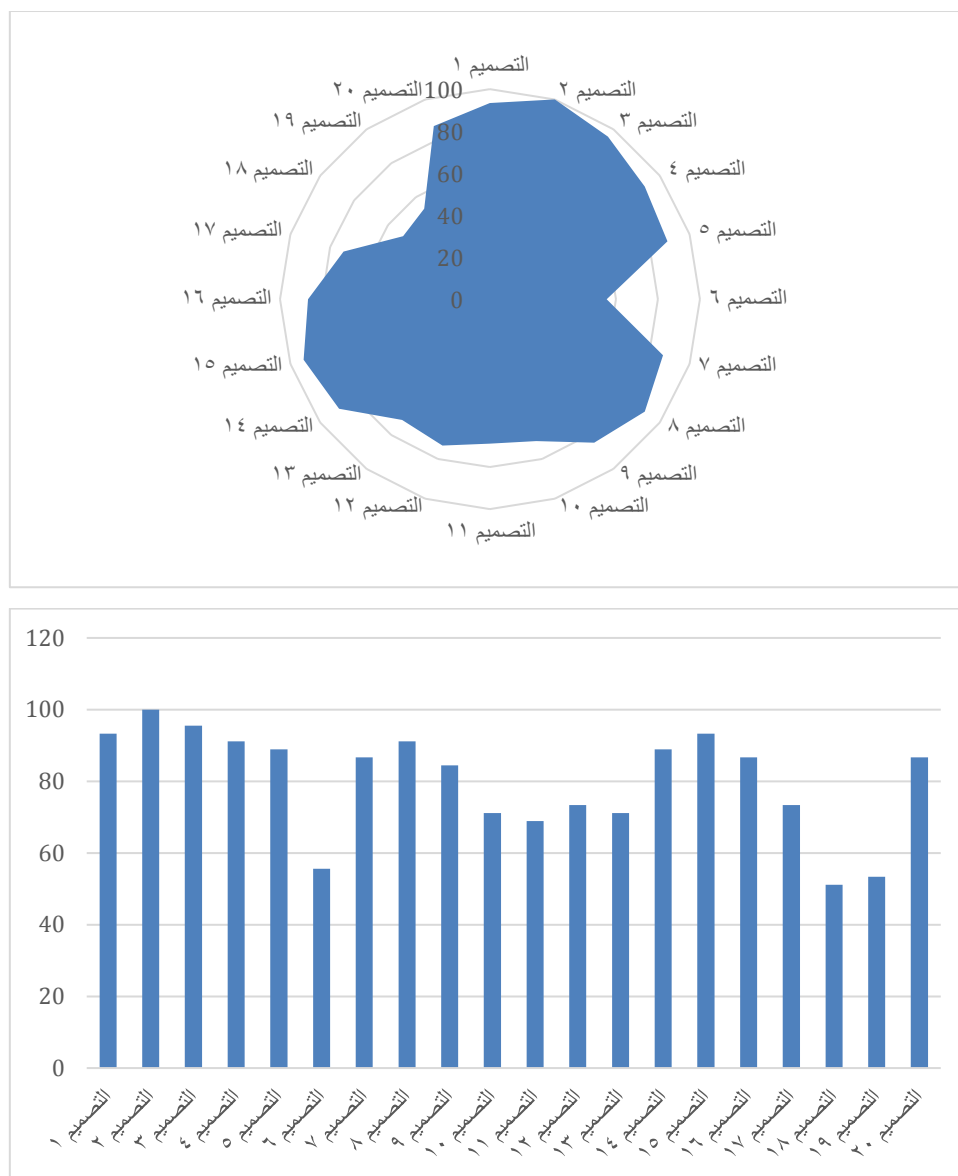 التصميم ١
التصميم ٢
التصميم ٣
التصميم ٤
التصميم ٥
التصميم ٦
التصميم ٧
التصميم ٨
التصميم ٩
التصميم ١٠
التصميم ١١
التصميم ١٢
التصميم ١٣
التصميم ١٤
التصميم ١٥
التصميم ١٦
التصميم ١٧
التصميم ١٨
التصميم ١٩
التصميم ٢٠
100
80
60
40
20
0
120
100
80
60
40
20
0
التصميم ١
التصميم ٢
التصميم ٣
التصميم ٤
التصميم ٥
التصميم ٦
التصميم ٧
التصميم ٨
التصميم ٩
التصميم ١٠
التصميم ١١
التصميم ١٢
التصميم ١٣
التصميم ١٤
التصميم ١٥
التصميم ١٦
التصميم ١٧
التصميم ١٨
التصميم ١٩
التصميم ٢٠